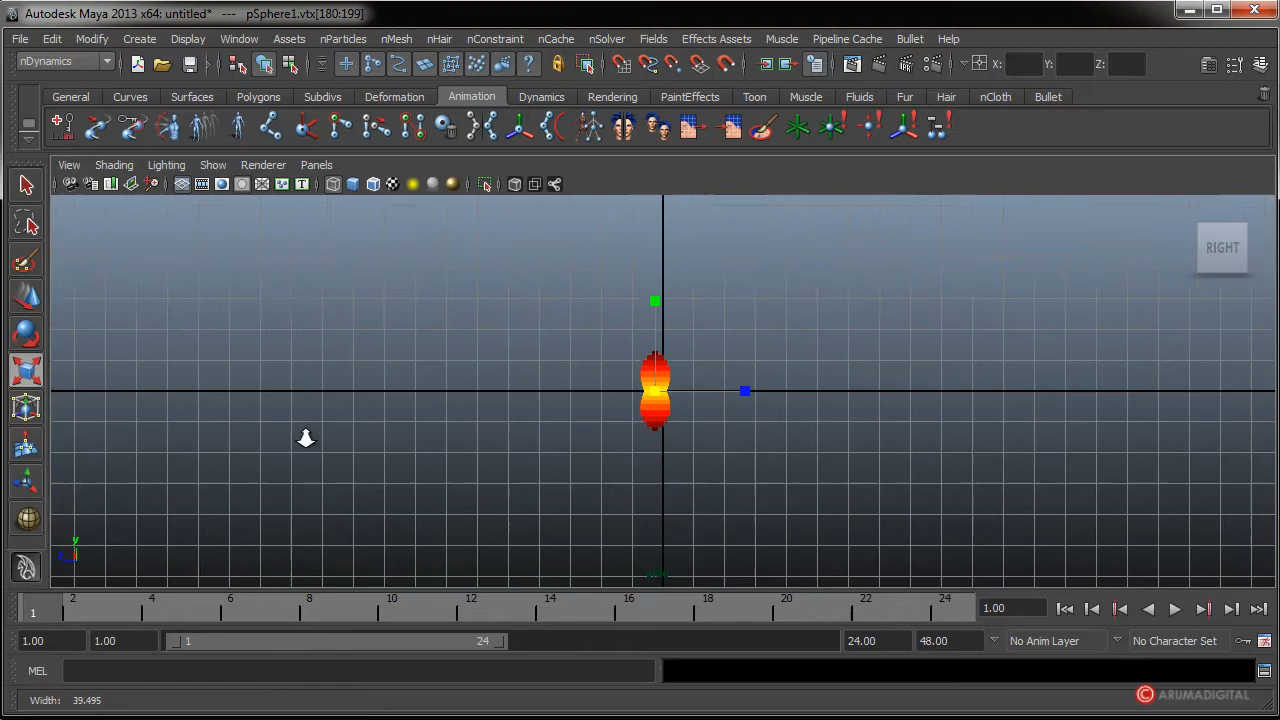 Autodesk Maya 2013 x64: untitled* --- pSphere1.vtx[180:199]
File Edit Modify Create Display Window Assets nParticles nMesh nHair nConstraint nCache nSolver Fields Effects Assets Muscle Pipeline Cache Bullet Help
nDynamics X: Y: Z:
General Curves Surfaces Polygons Subdivs Deformation Animation Dynamics Rendering PaintEffects Toon Muscle Fluids Fur Hair nCloth Bullet
View Shading Lighting Show Renderer Panels
RIGHT
y
2 4 6 8 10 12 14 16 18 20 22 24
1 1.00
1.00 1.00 1 24 24.00 48.00 No Anim Layer No Character Set
MEL
Width: 39.495
© ARUMADIGITAL